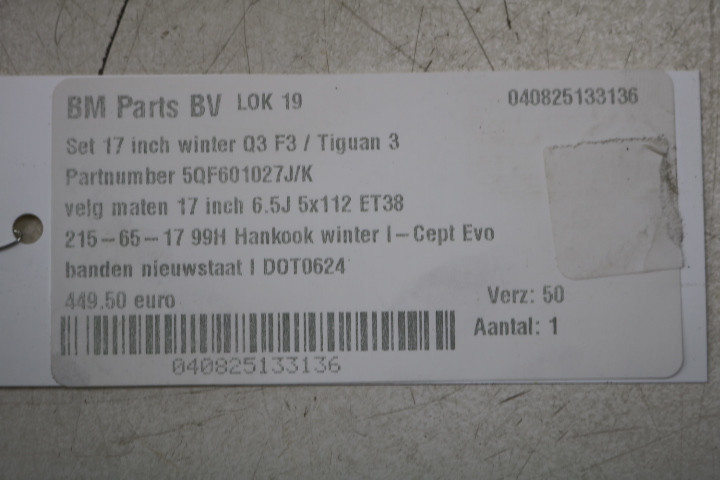 BM Parts BV LOK 19 040825133136
Set 17 inch winter Q3 F3 / Tiguan 3
Partnumber 5QF601027J/K
velg maten 17 inch 6.5J 5x112 ET38
215-65-17 99H Hankook winter I-Cept Evo
banden nieuwstaat ! DOT0624
449.50 euro Verz: 50
Aantal: 1
040825133136